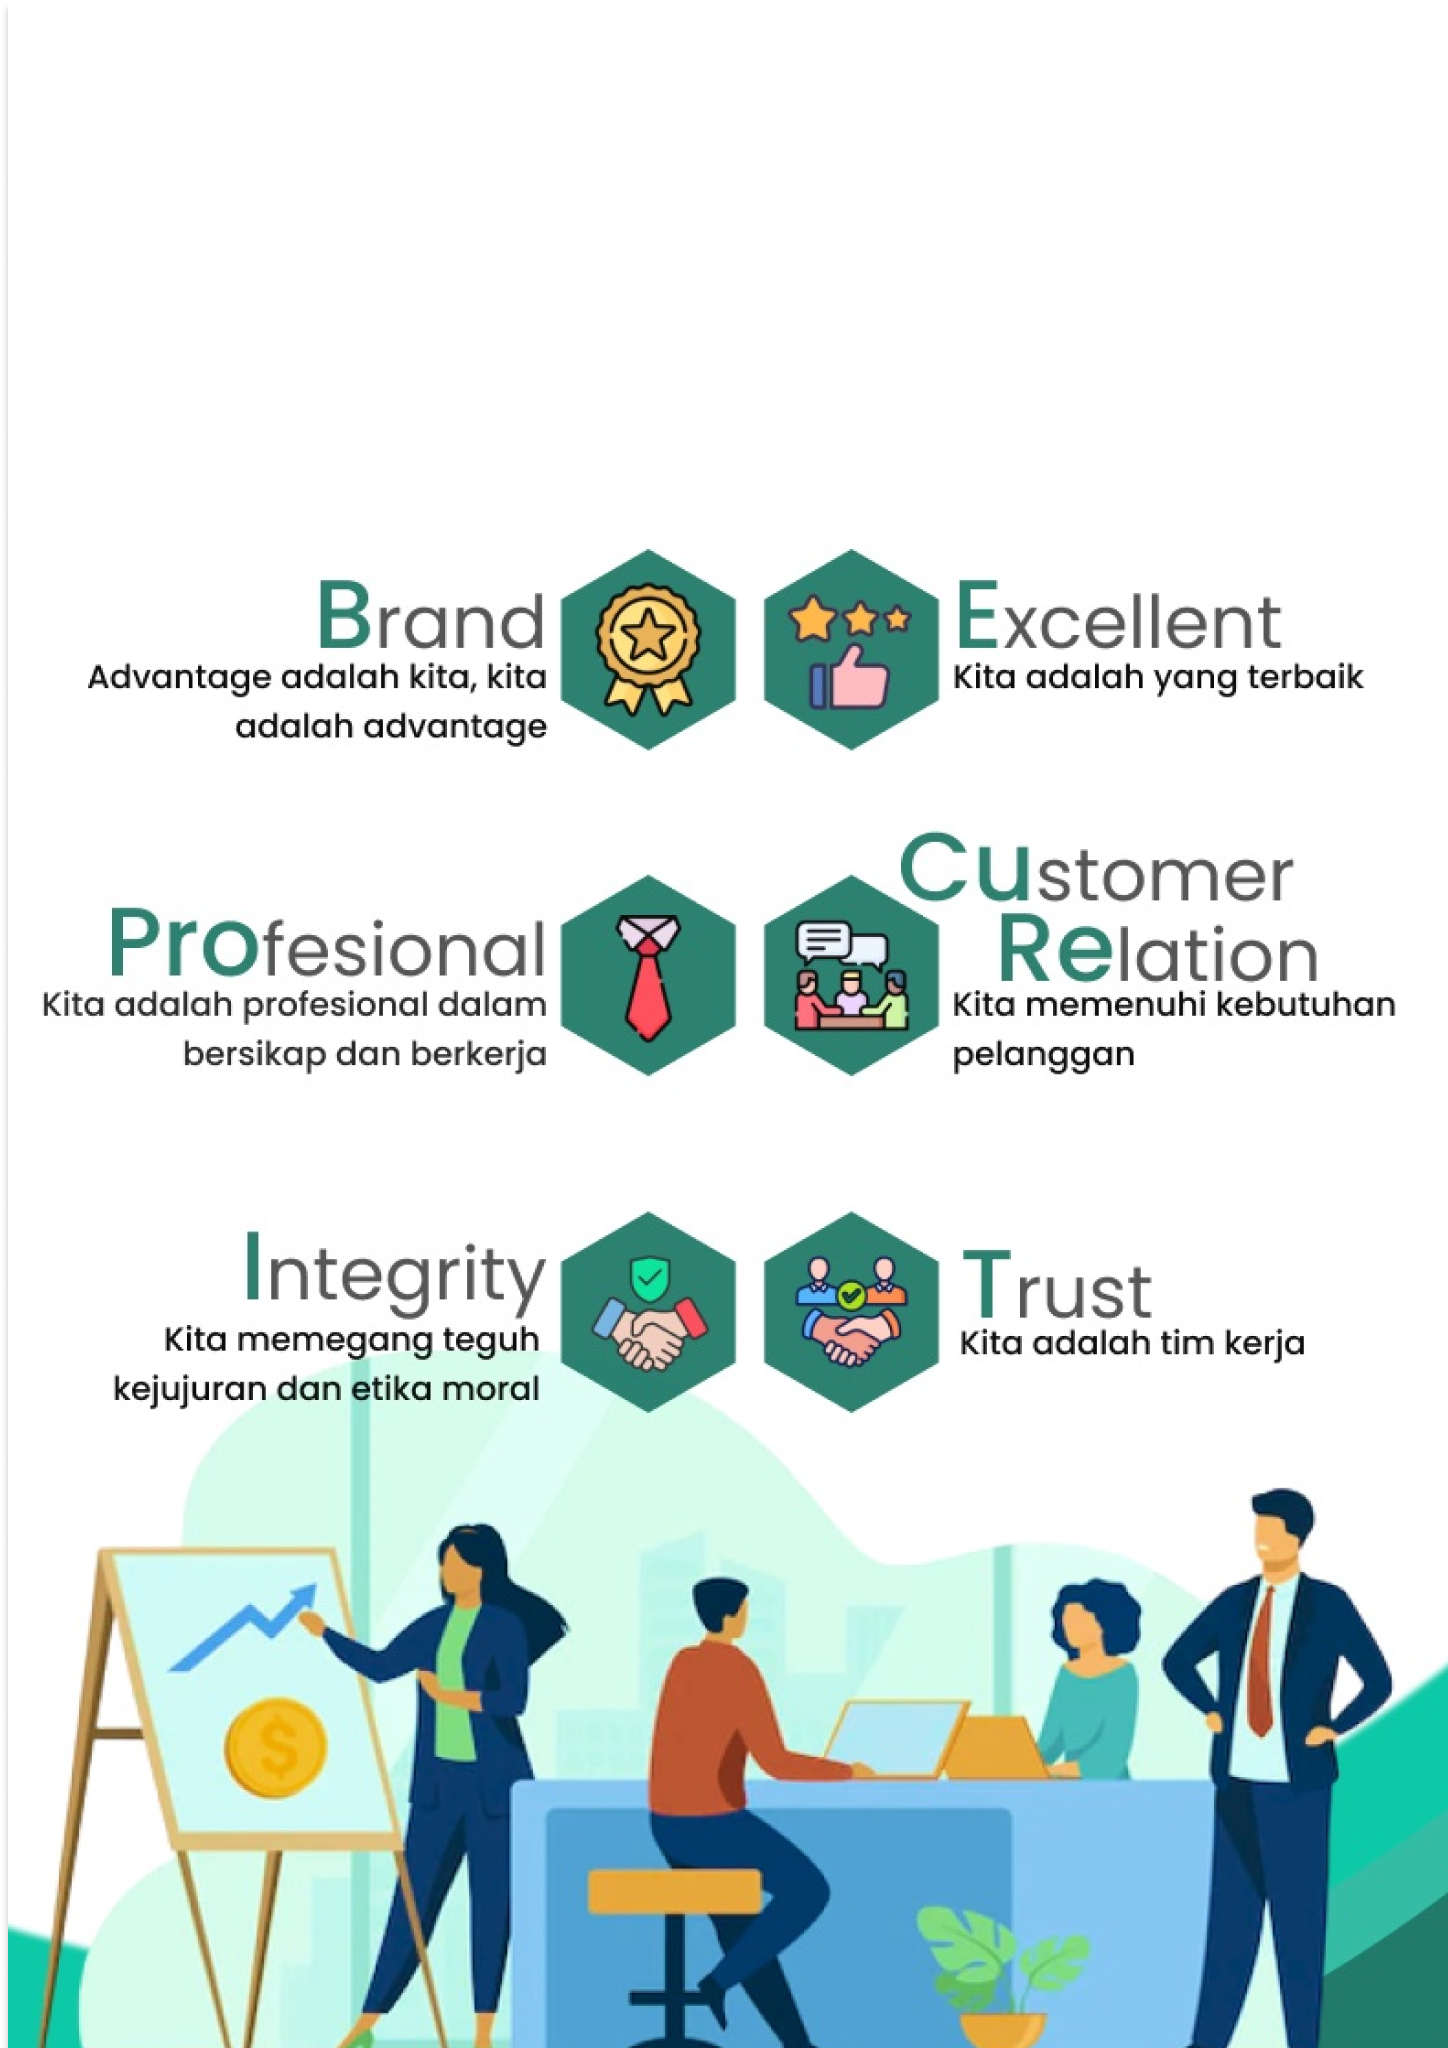 Brand
Advantage adalah kita, kita
adalah advantage
Excellent
Kita adalah yang terbaik
Profesional
Kita adalah profesional dalam
bersikap dan berkerja
Customer
Relation
Kita memenuhi kebutuhan
pelanggan
Integrity
Kita memegang teguh
kejujuran dan etika moral
Trust
Kita adalah tim kerja
$